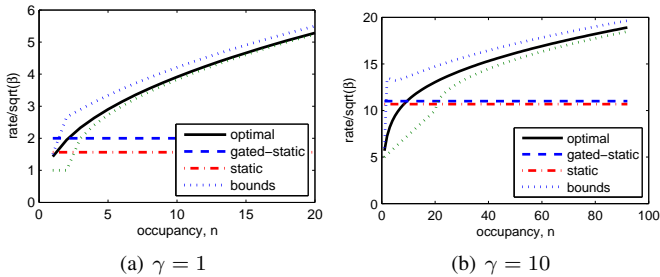 6
5
4
3
2
1
0
rate/sqrt(β)
0 5 10 15 20
occupancy, n
optimal
gated−static
static
bounds
(a) γ = 1
20
15
10
5
0
rate/sqrt(β)
0 20 40 60 80 100
occupancy, n
optimal
gated−static
static
bounds
(b) γ = 10